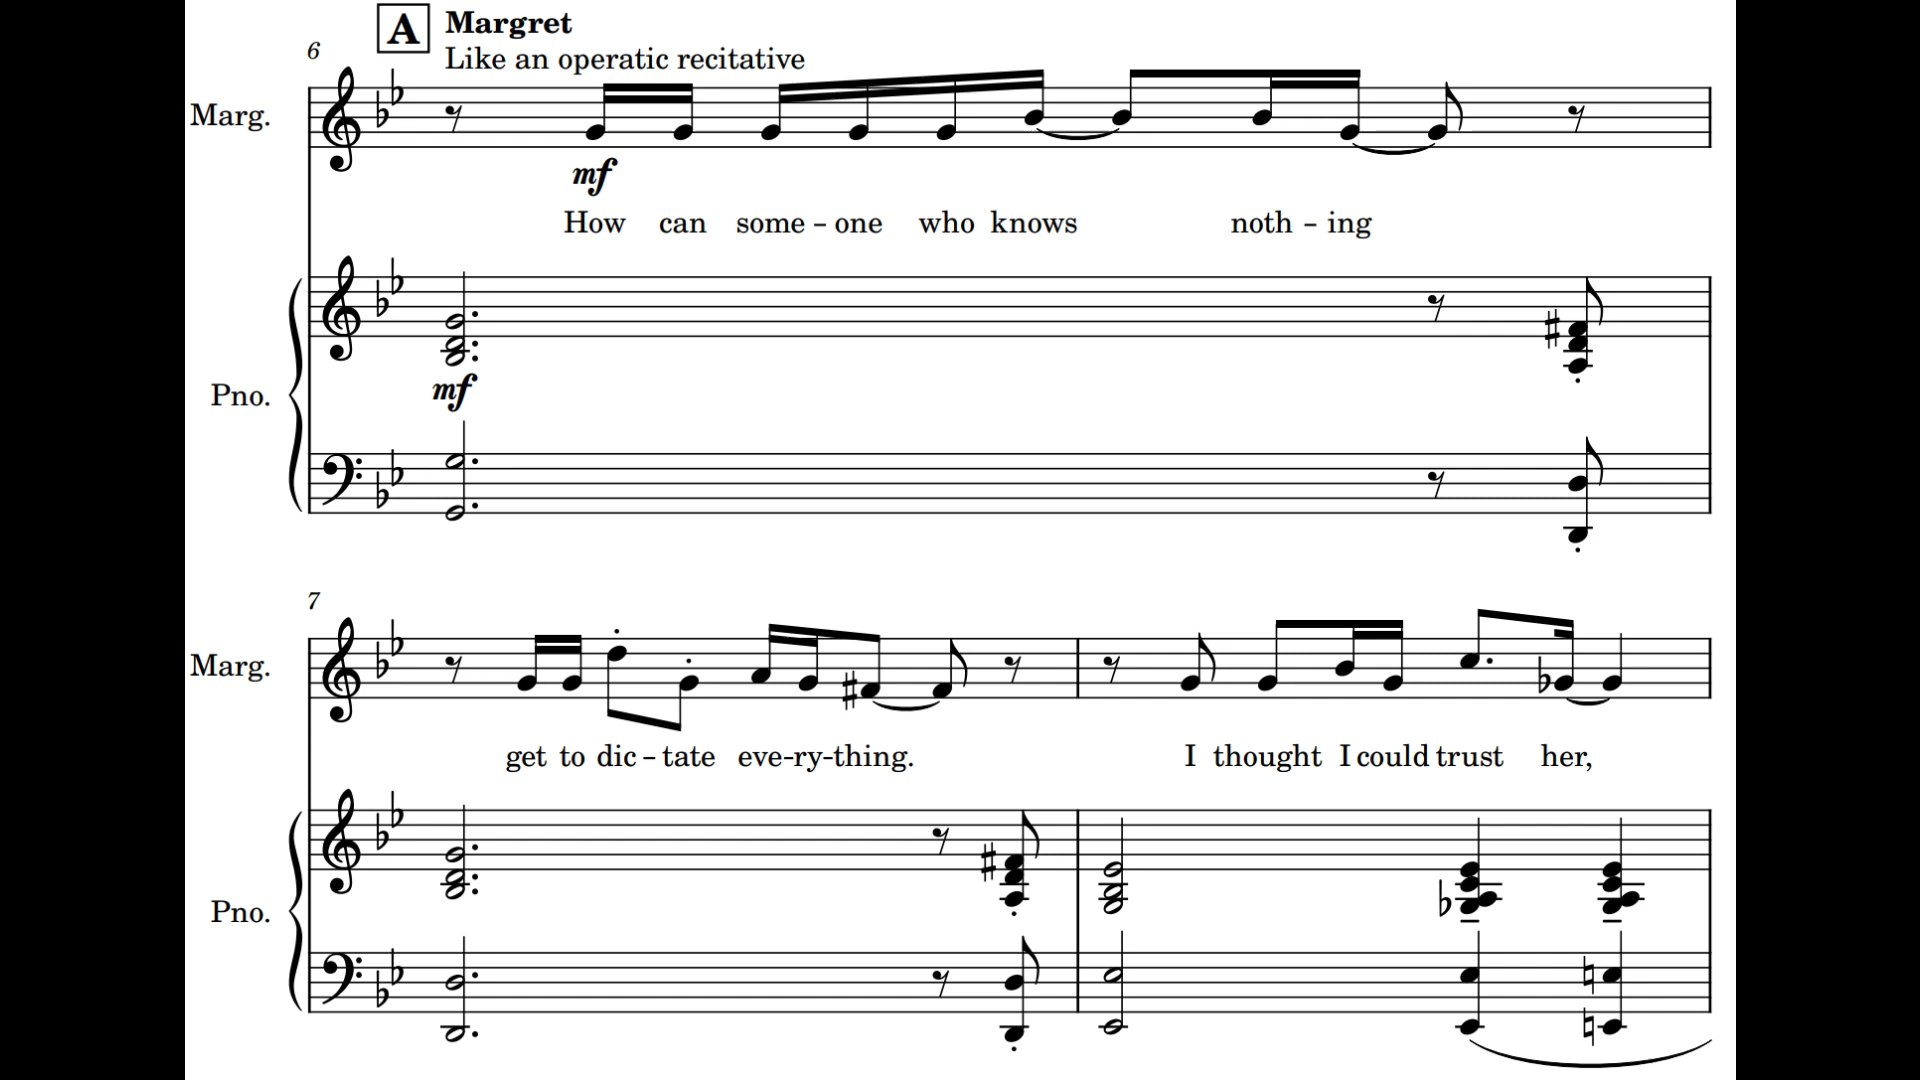 A Margret
6 Like an operatic recitative
Marg.
mf
How can some – one who knows noth – ing
mf
Pno.
7
Marg.
get to dic – tate eve-ry-thing. I thought I could trust her,
Pno.